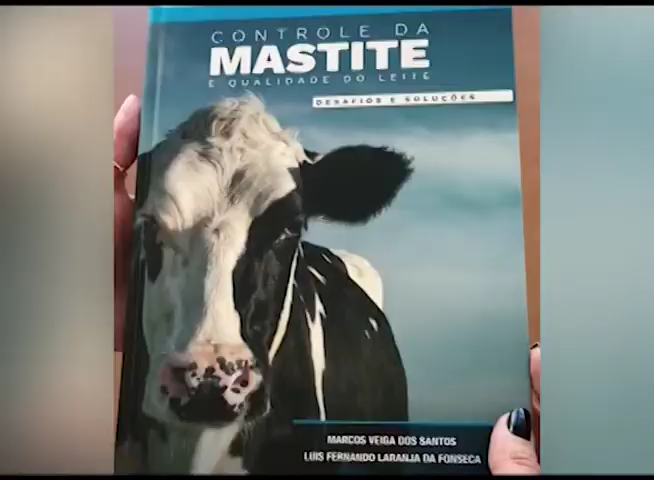 CONTROLE DA
MASTITE
E QUALIDADE DO LEITE
DESAFIOS E SOLUÇÕES
MARCOS VEIGA DOS SANTOS
LUIS FERNANDO LARANJA DA FONSECA